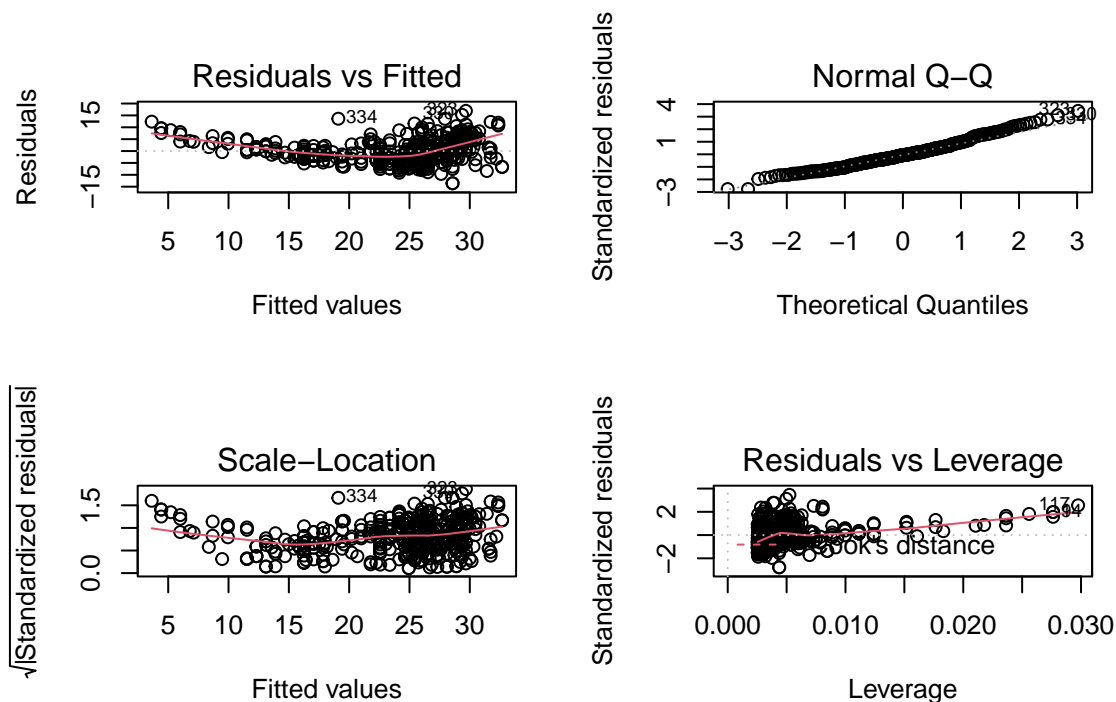 Residuals vs Fitted
Residuals
15
−15
334
5 10 15 20 25 30
Fitted values
Normal Q−Q
Standardized residuals
4
1
−3
−3 −2 −1 0 1 2 3
Theoretical Quantiles
Scale−Location
√|Standardized residuals|
1.5
0.0
334
5 10 15 20 25 30
Fitted values
Residuals vs Leverage
Standardized residuals
2
−2
distance
0.000 0.010 0.020 0.030
Leverage